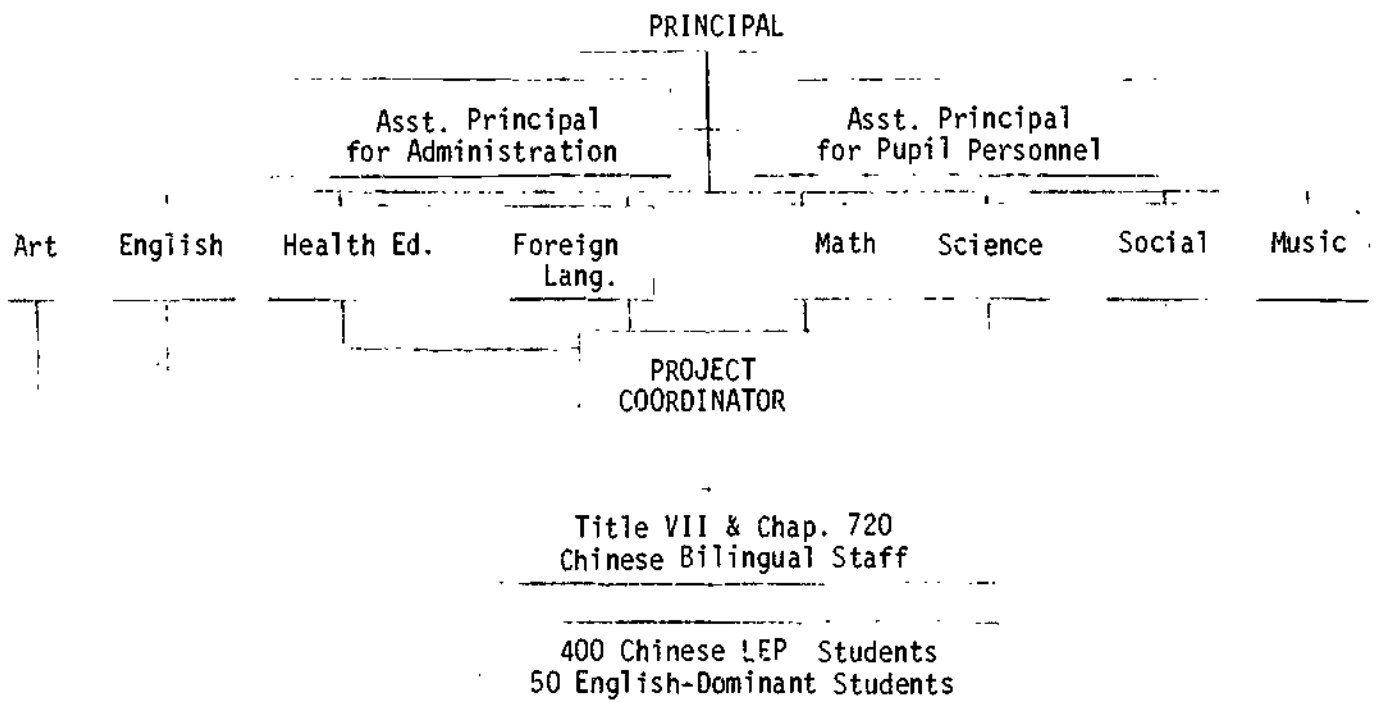 PRINCIPAL
Asst. Principal
for Administration
Asst. Principal
for Pupil Personnel
Art
English
Health Ed.
Foreign
Lang.
Math
Science
Social
Music
PROJECT
COORDINATOR
Title VII & Chap. 720
Chinese Bilingual Staff
400 Chinese LEP Students
50 English-Dominant Students